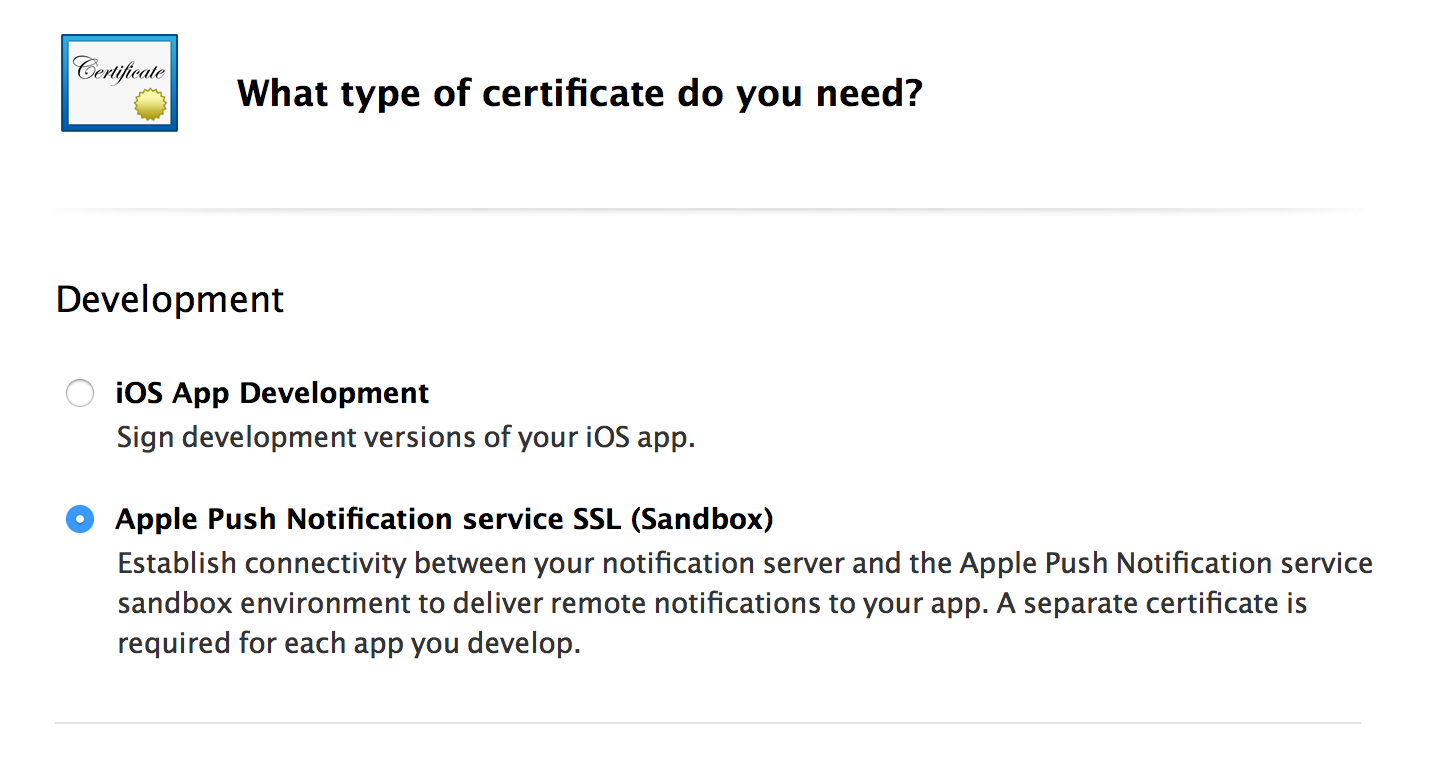 Certificate
What type of certificate do you need?
Development
iOS App Development
Sign development versions of your iOS app.
Apple Push Notification service SSL (Sandbox)
Establish connectivity between your notification server and the Apple Push Notification service
sandbox environment to deliver remote notifications to your app. A separate certificate is
required for each app you develop.